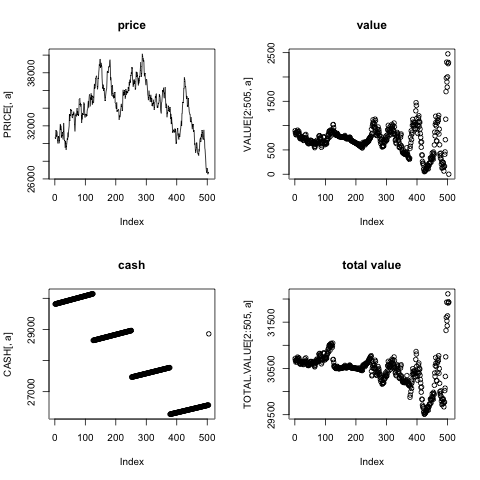 price
PRICE[, a]
26000 32000 38000
0 100 200 300 400 500
Index
value
VALUE[2:505, a]
0 500 1500 2500
0 100 200 300 400 500
Index
cash
CASH[, a]
27000 29000
0 100 200 300 400 500
Index
total value
TOTAL.VALUE[2:505, a]
29500 30500 31500
0 100 200 300 400 500
Index